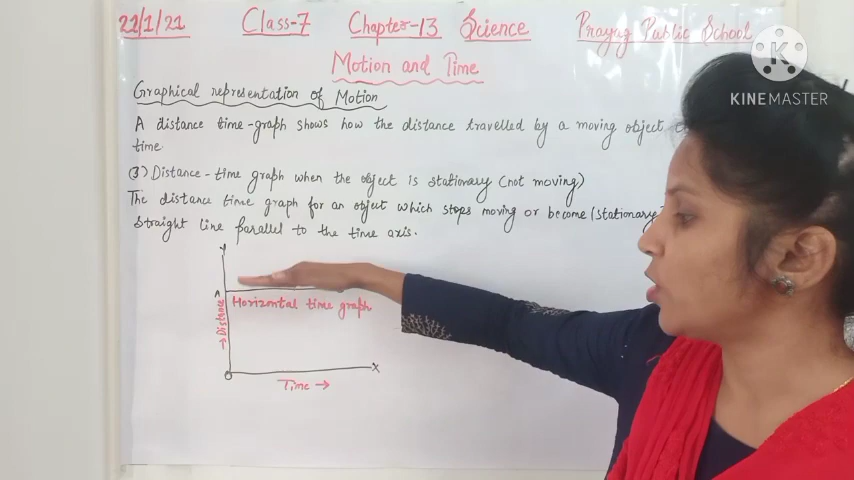 21/1/21 Class-7 Chapter-13 Science Prayag Public School
Motion and Time
KINEMASTER
Graphical representation of Motion
A distance time-graph shows how the distance travelled by a moving object
time
(3) Distance-time graph when the object is stationary (not moving)
The distance time graph for an object which stops moving or become (stationary)
straight line parallel to the time axis.
Y
A
Horizontal time graph
→ Distance
O
X
Time →